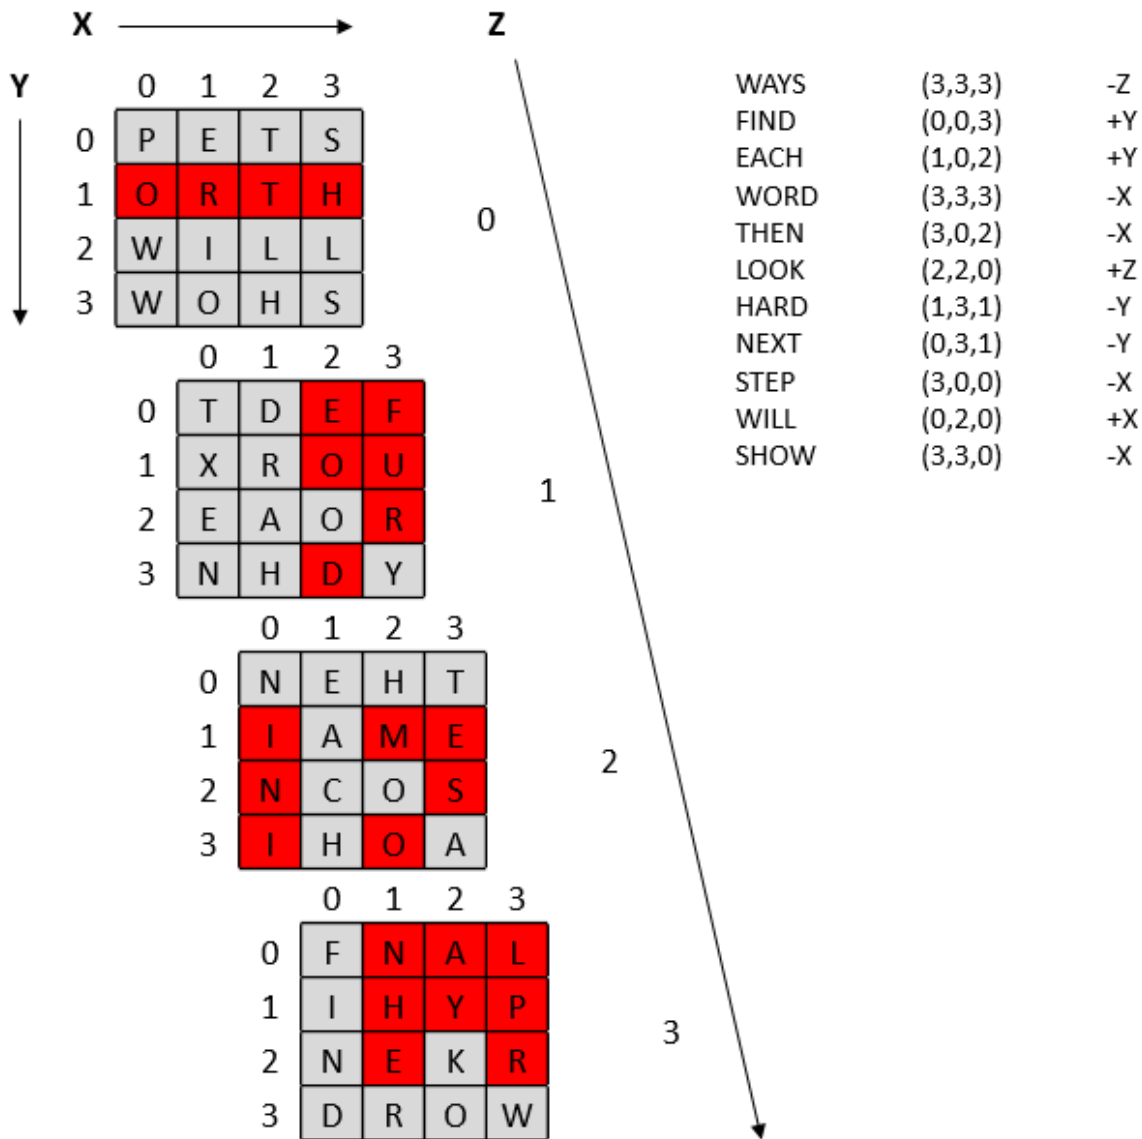 X Z
Y 0 1 2 3
0 P E T S
1 O R T H
2 W I L L
3 W O H S
0
0 1 2 3
0 T D E F
1 X R O U
2 E A O R
3 N H D Y
1
0 1 2 3
0 N E H T
1 I A M E
2 N C O S
3 I H O A
2
0 1 2 3
0 F N A L
1 I H Y P
2 N E K R
3 D R O W
3
WAYS (3,3,3) -Z
FIND (0,0,3) +Y
EACH (1,0,2) +Y
WORD (3,3,3) -X
THEN (3,0,2) -X
LOOK (2,2,0) +Z
HARD (1,3,1) -Y
NEXT (0,3,1) -Y
STEP (3,0,0) -X
WILL (0,2,0) +X
SHOW (3,3,0) -X